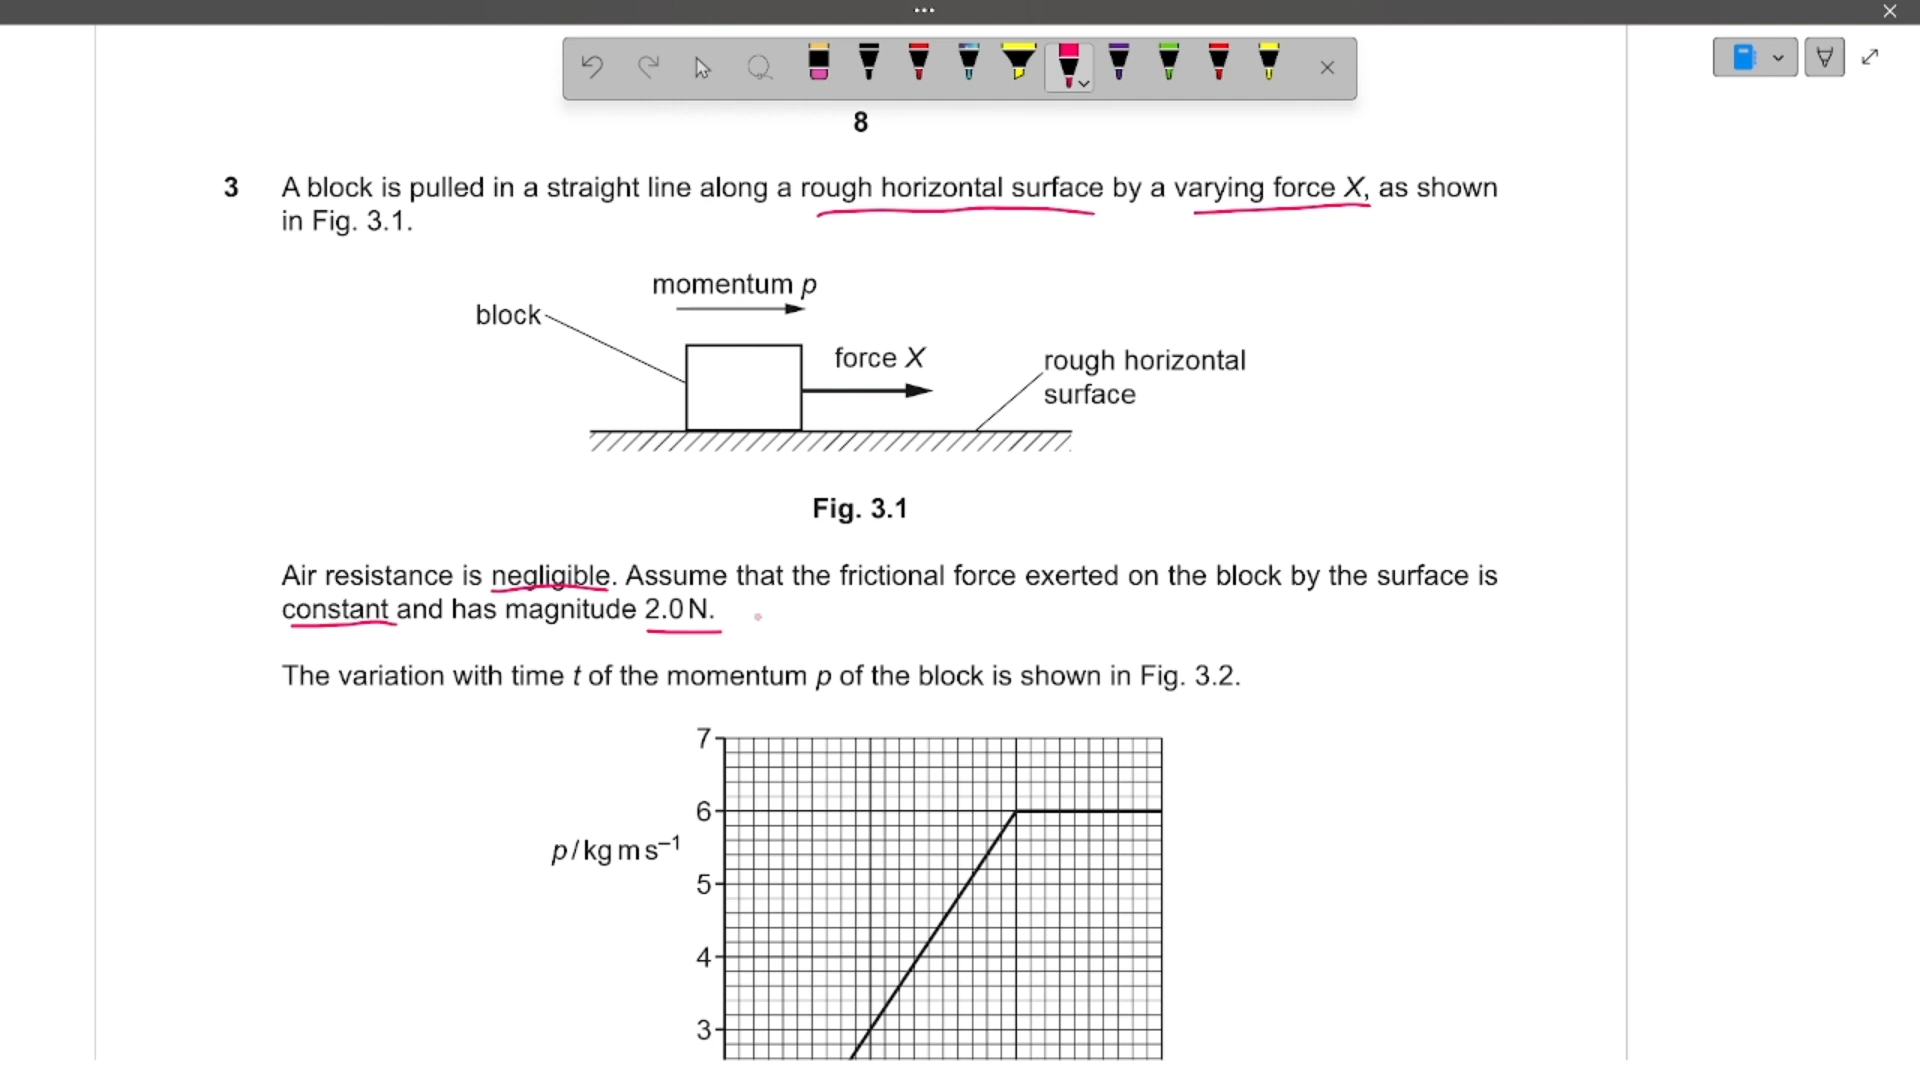 8
3 A block is pulled in a straight line along a rough horizontal surface by a varying force X, as shown
in Fig. 3.1.
momentum p
block
force X
rough horizontal
surface
Fig. 3.1
Air resistance is negligible. Assume that the frictional force exerted on the block by the surface is
constant and has magnitude 2.0 N.
The variation with time t of the momentum p of the block is shown in Fig. 3.2.
7
6
p / kg m s⁻¹
5
4
3